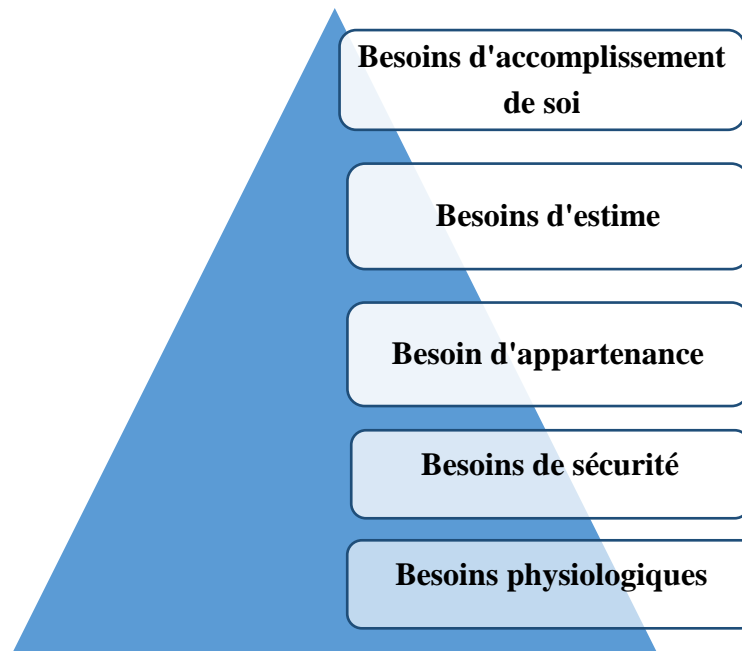 Besoins d'accomplissement
de soi
Besoins d'estime
Besoin d'appartenance
Besoins de sécurité
Besoins physiologiques